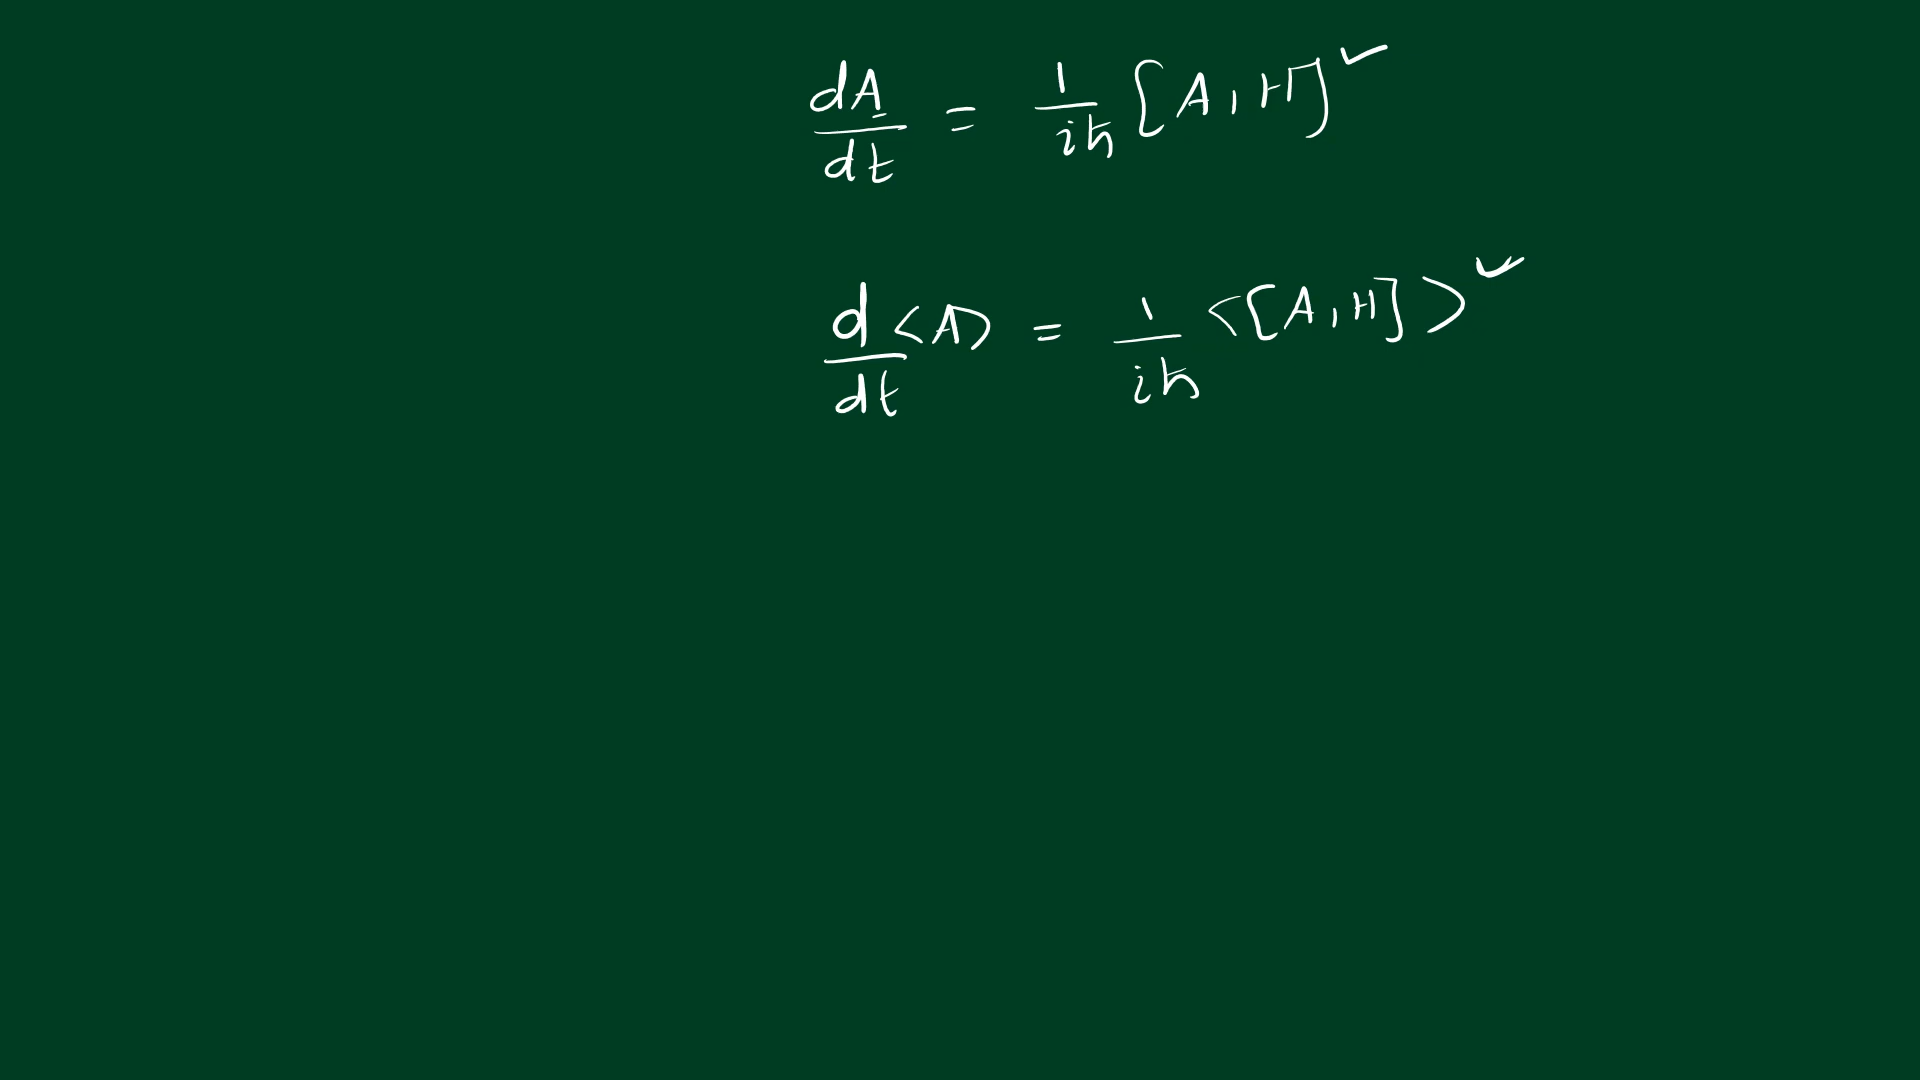 dA/dt = 1/iħ [A, H] ✓
d/dt <A> = 1/iħ <[A, H]> ✓